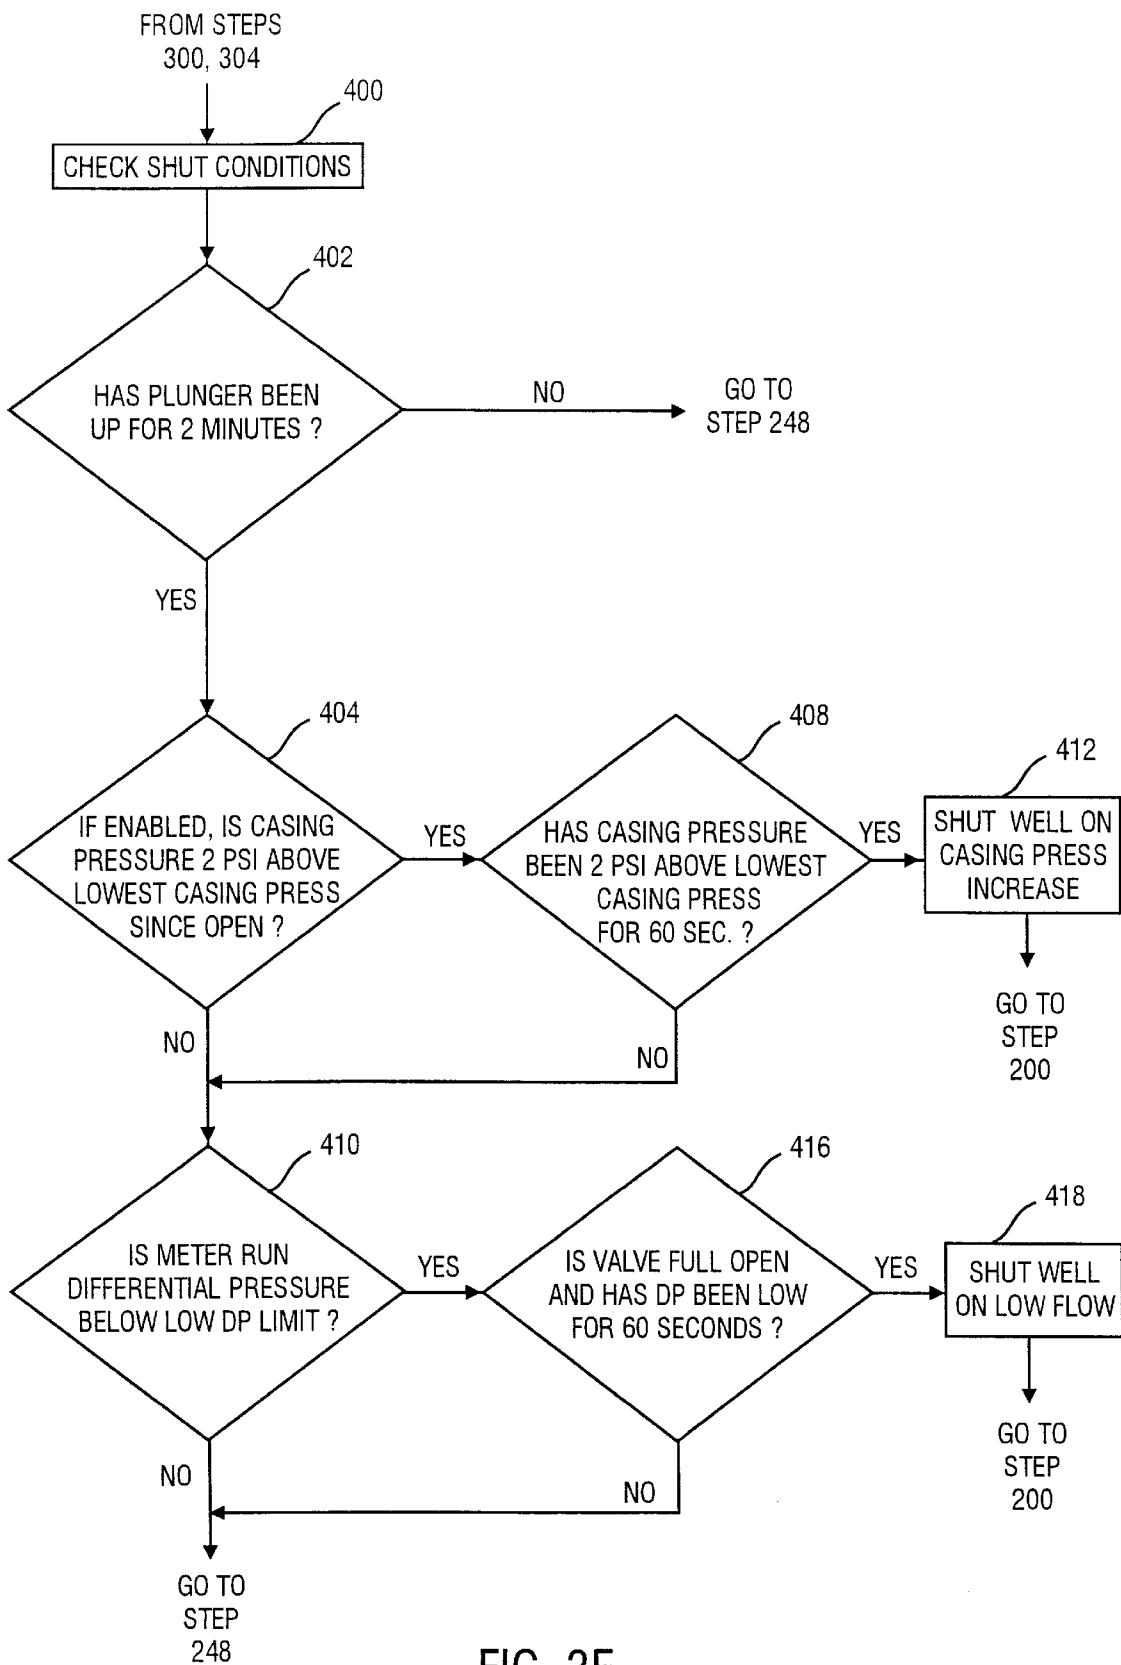 FROM STEPS
300, 304
400
CHECK SHUT CONDITIONS
402
HAS PLUNGER BEEN
UP FOR 2 MINUTES ?
NO
GO TO
STEP 248
YES
404
IF ENABLED, IS CASING
PRESSURE 2 PSI ABOVE
LOWEST CASING PRESS
SINCE OPEN ?
YES
408
HAS CASING PRESSURE
BEEN 2 PSI ABOVE LOWEST
CASING PRESS
FOR 60 SEC. ?
YES
412
SHUT WELL ON
CASING PRESS
INCREASE
GO TO
STEP
200
NO
NO
410
IS METER RUN
DIFFERENTIAL PRESSURE
BELOW LOW DP LIMIT ?
YES
416
IS VALVE FULL OPEN
AND HAS DP BEEN LOW
FOR 60 SECONDS ?
YES
418
SHUT WELL
ON LOW FLOW
GO TO
STEP
200
NO
NO
GO TO
STEP
248